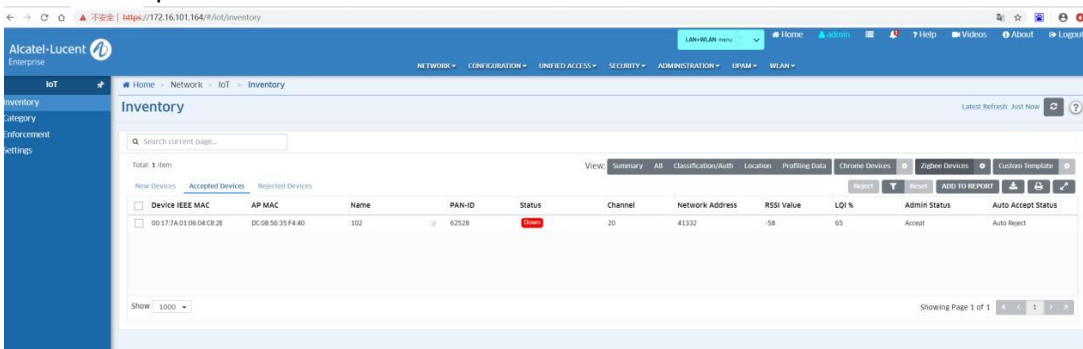 不安全 | https://172.16.101.164/#/iot/inventory
Alcatel·Lucent
Enterprise
LAN+WLAN menu
Home
admin
? Help
Videos
About
Logout
NETWORK
CONFIGURATION
UNIFIED ACCESS
SECURITY
ADMINISTRATION
UPAM
WLAN
IoT
Inventory
Category
Enforcement
Settings
Home > Network > IoT > Inventory
Inventory
Latest Refresh: Just Now
Search current page...
Total: 1 item
View: Summary All Classification/Auth Location Profiling Data Chrome Devices Zigbee Devices Custom Template
New Devices Accepted Devices Rejected Devices
Reject Reset ADD TO REPORT
Device IEEE MAC AP MAC Name PAN-ID Status Channel Network Address RSSI Value LQI % Admin Status Auto Accept Status
00:17:7A:01:06:04:C8:2E DC:08:56:35:F4:40 102 62528 Down 20 41332 -58 65 Accept Auto Reject
Show 1000
Showing Page 1 of 1 « < 1 > »